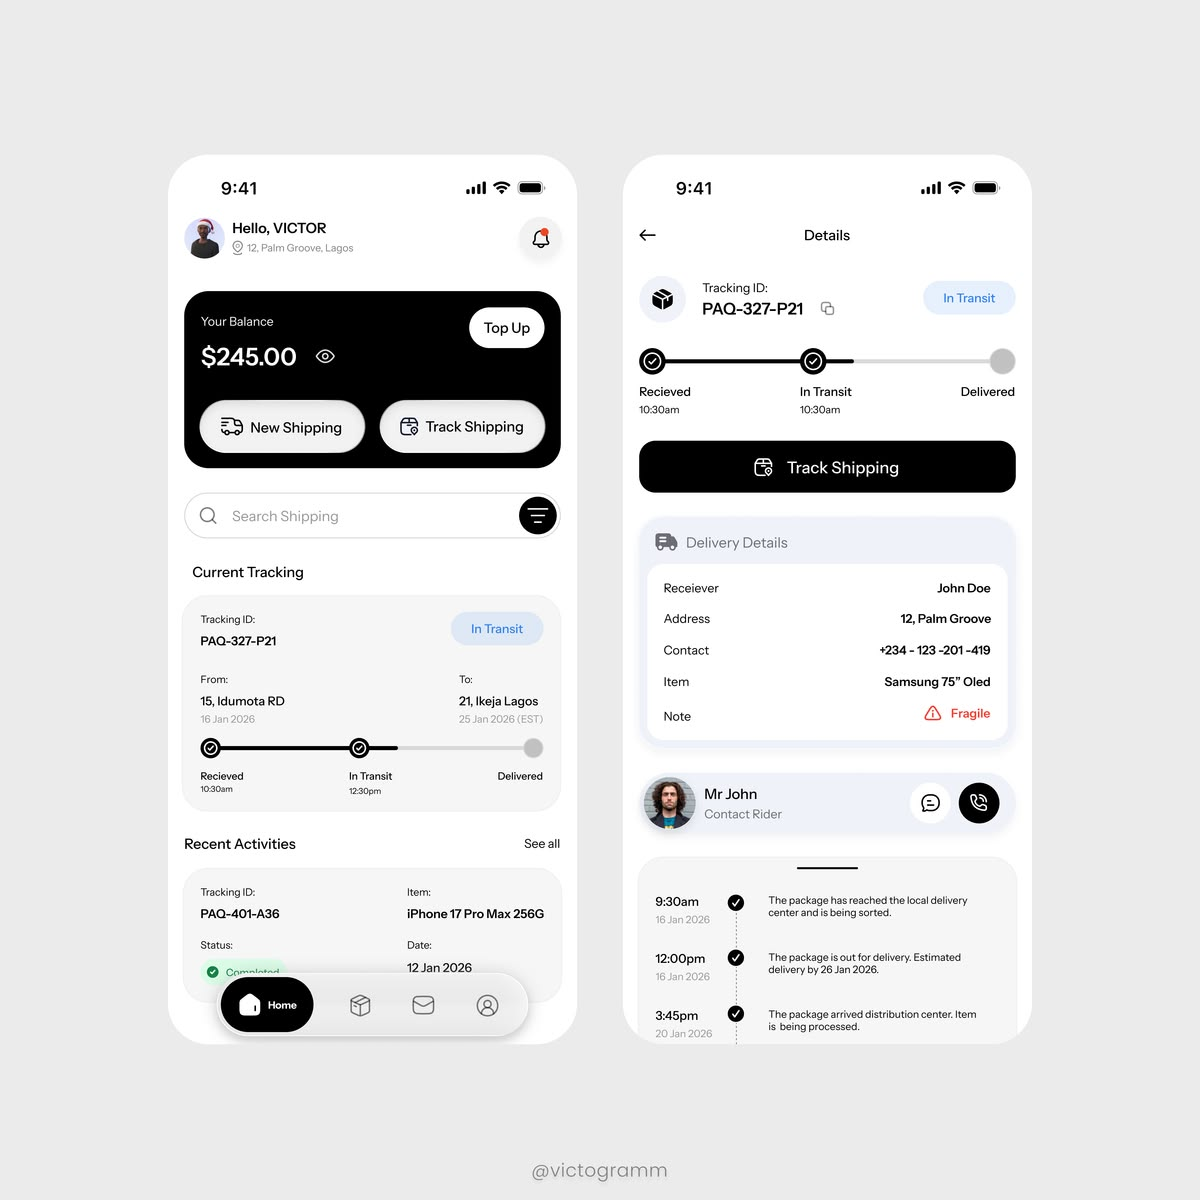 9:41
Hello, VICTOR
12, Palm Groove, Lagos
Your Balance
$245.00
Top Up
New Shipping
Track Shipping
Search Shipping
Current Tracking
Tracking ID:
PAQ-327-P21
In Transit
From:
15, Idumota RD
16 Jan 2026
To:
21, Ikeja Lagos
25 Jan 2026 (EST)
Recieved
10:30am
In Transit
12:30pm
Delivered
Recent Activities
See all
Tracking ID:
PAQ-401-A36
Item:
iPhone 17 Pro Max 256G
Status:
Completed
Date:
12 Jan 2026
Home
9:41
Details
Tracking ID:
PAQ-327-P21
In Transit
Recieved
10:30am
In Transit
10:30am
Delivered
Track Shipping
Delivery Details
Receiever
John Doe
Address
12, Palm Groove
Contact
+234 - 123 -201 -419
Item
Samsung 75” Oled
Note
Fragile
Mr John
Contact Rider
9:30am
16 Jan 2026
The package has reached the local delivery
center and is being sorted.
12:00pm
16 Jan 2026
The package is out for delivery. Estimated
delivery by 26 Jan 2026.
3:45pm
20 Jan 2026
The package arrived distribution center. Item
is being processed.
@victogramm